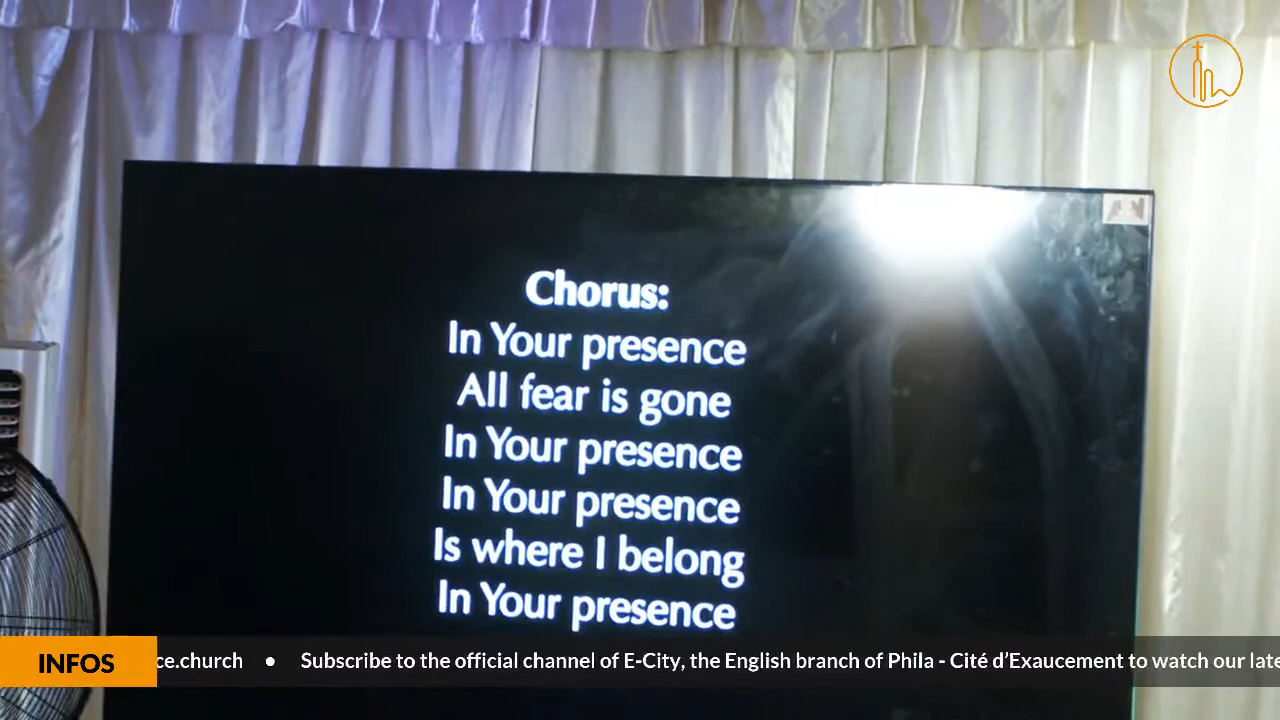 Chorus:
In Your presence
All fear is gone
In Your presence
In Your presence
Is where I belong
In Your presence
INFOS
ce.church • Subscribe to the official channel of E-City, the English branch of Phila - Cité d’Exaucement to watch our late